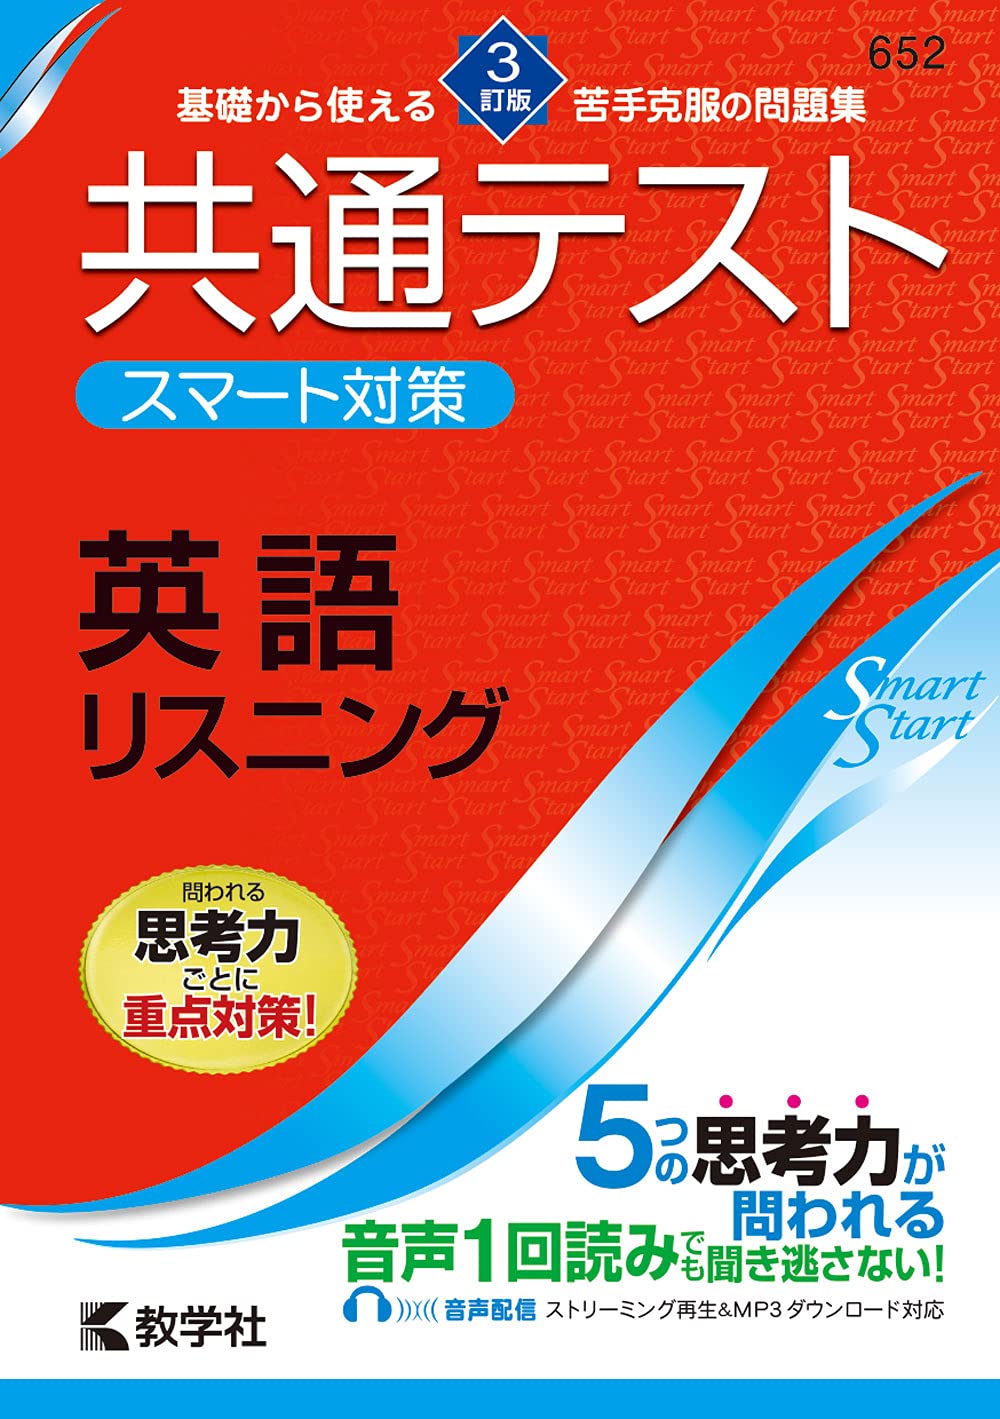 652
3
訂版
基礎から使える 苦手克服の問題集
共通テスト
スマート対策
英語
リスニング
Smart
Start
問われる
思考力
ごとに
重点対策!
5つの思考力が
問われる
音声1回読みでも聞き逃さない!
音声配信 ストリーミング再生&MP3ダウンロード対応
教学社